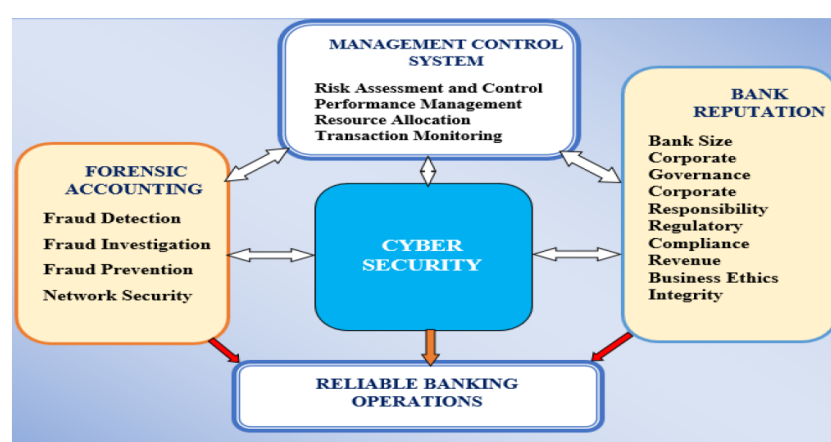 MANAGEMENT CONTROL
SYSTEM
Risk Assessment and Control
Performance Management
Resource Allocation
Transaction Monitoring
FORENSIC
ACCOUNTING
Fraud Detection
Fraud Investigation
Fraud Prevention
Network Security
CYBER
SECURITY
BANK
REPUTATION
Bank Size
Corporate
Governance
Corporate
Responsibility
Regulatory
Compliance
Revenue
Business Ethics
Integrity
RELIABLE BANKING
OPERATIONS